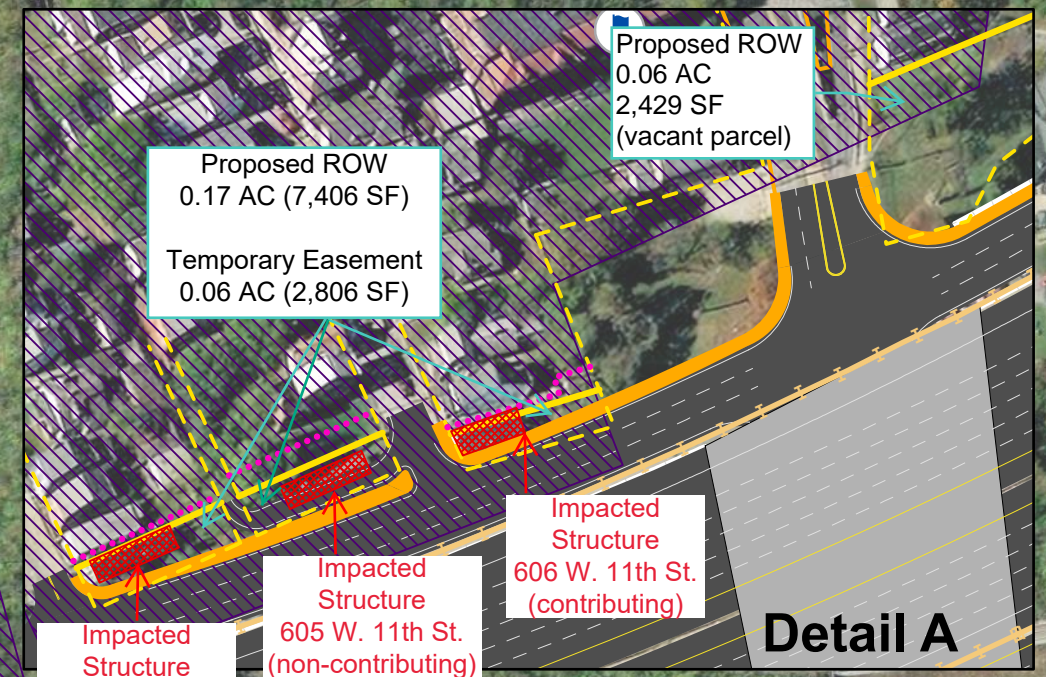 Proposed ROW
0.06 AC
2,429 SF
(vacant parcel)
Proposed ROW
0.17 AC (7,406 SF)
Temporary Easement
0.06 AC (2,806 SF)
Impacted
Structure
Impacted
Structure
605 W. 11th St.
(non-contributing)
Impacted
Structure
606 W. 11th St.
(contributing)
Detail A